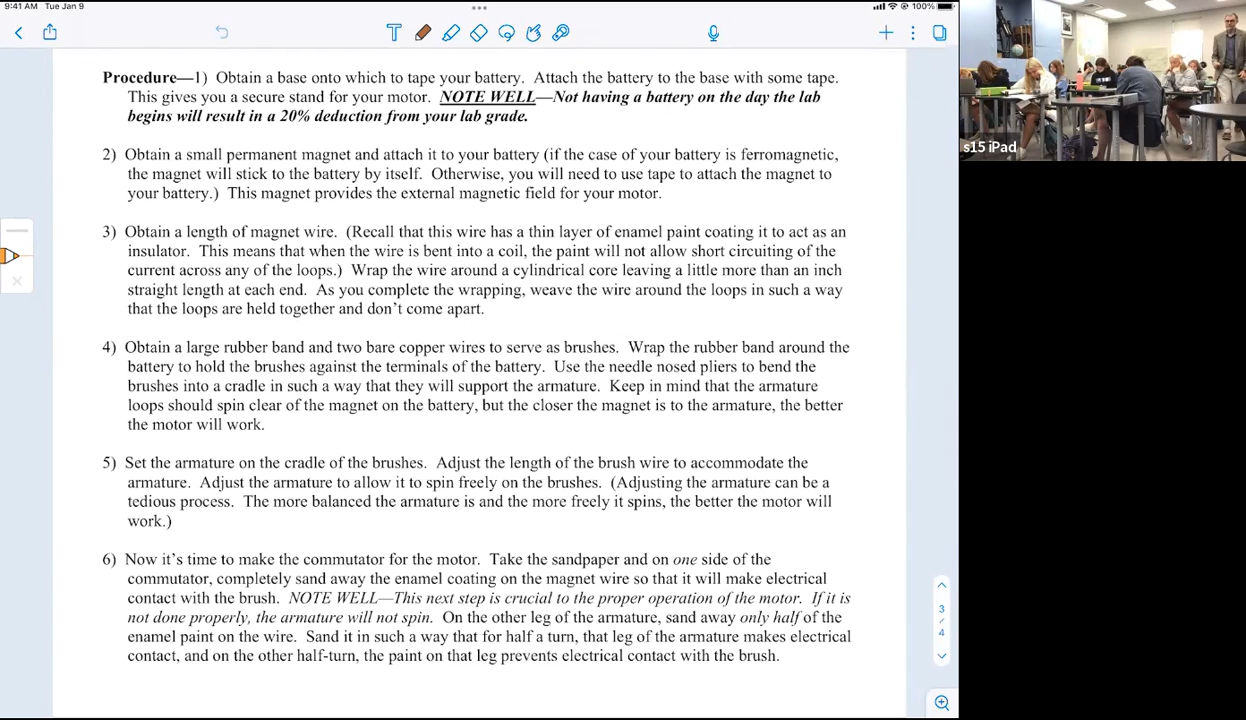 9:41 AM Tue Jan 9
100%
Procedure—1) Obtain a base onto which to tape your battery. Attach the battery to the base with some tape.
This gives you a secure stand for your motor. NOTE WELL—Not having a battery on the day the lab
begins will result in a 20% deduction from your lab grade.
2) Obtain a small permanent magnet and attach it to your battery (if the case of your battery is ferromagnetic,
the magnet will stick to the battery by itself. Otherwise, you will need to use tape to attach the magnet to
your battery.) This magnet provides the external magnetic field for your motor.
3) Obtain a length of magnet wire. (Recall that this wire has a thin layer of enamel paint coating it to act as an
insulator. This means that when the wire is bent into a coil, the paint will not allow short circuiting of the
current across any of the loops.) Wrap the wire around a cylindrical core leaving a little more than an inch
straight length at each end. As you complete the wrapping, weave the wire around the loops in such a way
that the loops are held together and don't come apart.
4) Obtain a large rubber band and two bare copper wires to serve as brushes. Wrap the rubber band around the
battery to hold the brushes against the terminals of the battery. Use the needle nosed pliers to bend the
brushes into a cradle in such a way that they will support the armature. Keep in mind that the armature
loops should spin clear of the magnet on the battery, but the closer the magnet is to the armature, the better
the motor will work.
5) Set the armature on the cradle of the brushes. Adjust the length of the brush wire to accommodate the
armature. Adjust the armature to allow it to spin freely on the brushes. (Adjusting the armature can be a
tedious process. The more balanced the armature is and the more freely it spins, the better the motor will
work.)
6) Now it's time to make the commutator for the motor. Take the sandpaper and on one side of the
commutator, completely sand away the enamel coating on the magnet wire so that it will make electrical
contact with the brush. NOTE WELL—This next step is crucial to the proper operation of the motor. If it is
not done properly, the armature will not spin. On the other leg of the armature, sand away only half of the
enamel paint on the wire. Sand it in such a way that for half a turn, that leg of the armature makes electrical
contact, and on the other half-turn, the paint on that leg prevents electrical contact with the brush.
3
/
4
s15 iPad